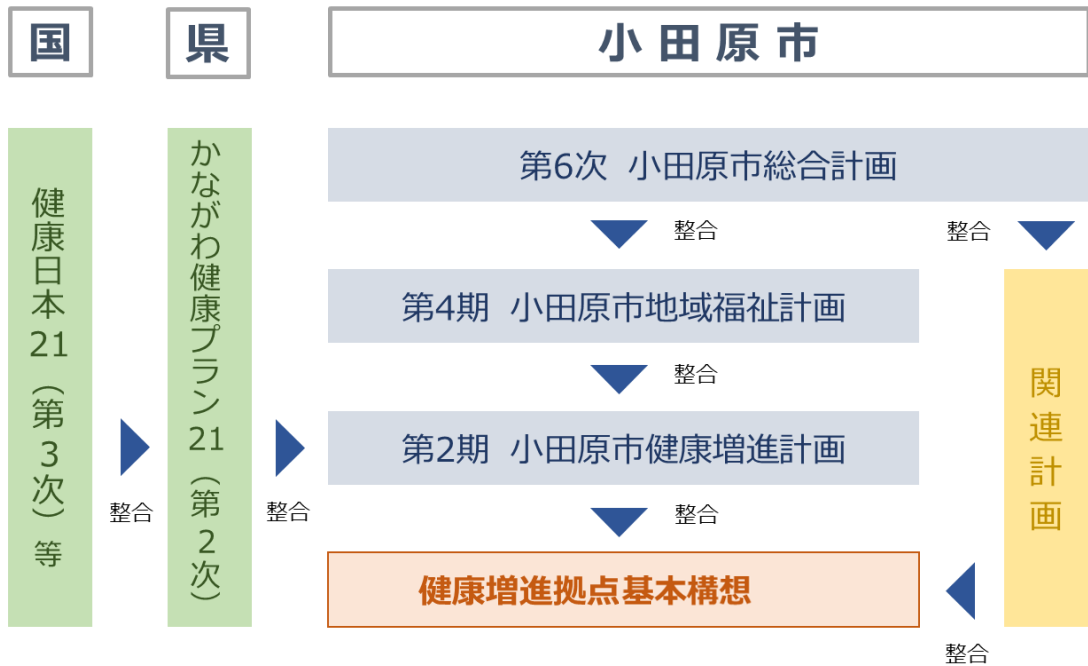 国
県
小田原市
健康日本21（第3次）等
整合
かながわ健康プラン21（第2次）
整合
第6次 小田原市総合計画
整合
整合
第4期 小田原市地域福祉計画
整合
第2期 小田原市健康増進計画
整合
健康増進拠点基本構想
関連計画
整合